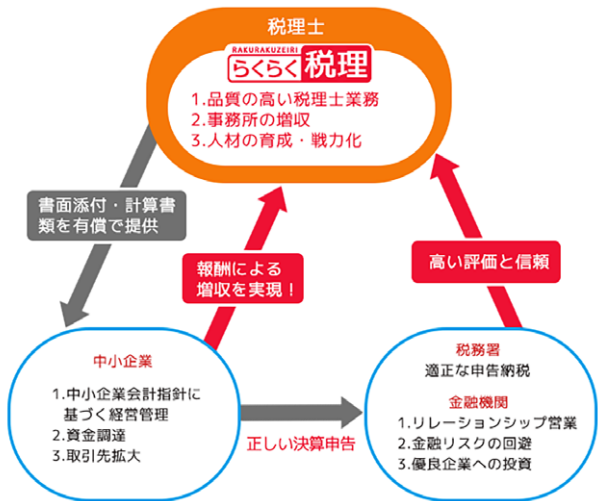 税理士
RAKURAKUZEIRI
らくらく税理
1.品質の高い税理士業務
2.事務所の増収
3.人材の育成・戦力化
書面添付・計算書
類を有償で提供
報酬による
増収を実現！
高い評価と信頼
中小企業
1.中小企業会計指針に
基づく経営管理
2.資金調達
3.取引先拡大
正しい決算申告
税務署
適正な申告納税
金融機関
1.リレーションシップ営業
2.金融リスクの回避
3.優良企業への投資